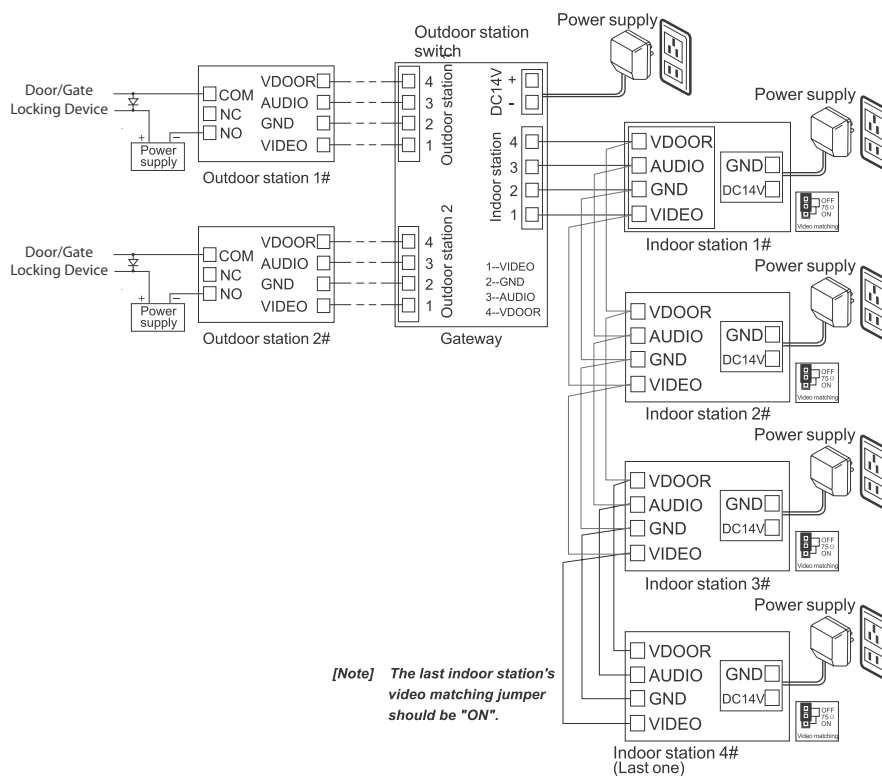 Door/Gate
Locking Device
+ −
Power
supply
COM
NC
NO
VDOOR
AUDIO
GND
VIDEO
Outdoor station 1#
Door/Gate
Locking Device
+ −
Power
supply
COM
NC
NO
VDOOR
AUDIO
GND
VIDEO
Outdoor station 2#
Outdoor station
switch
4
3
2
1
Outdoor station 1
4
3
2
1
Outdoor station 2
DC14V
+
-
Indoor station
4
3
2
1
1--VIDEO
2--GND
3--AUDIO
4--VDOOR
Gateway
Power supply
Power supply
VDOOR
AUDIO
GND
VIDEO
GND
DC14V
OFF
75Ω
ON
Video matching
Indoor station 1#
Power supply
VDOOR
AUDIO
GND
VIDEO
GND
DC14V
OFF
75Ω
ON
Video matching
Indoor station 2#
Power supply
VDOOR
AUDIO
GND
VIDEO
GND
DC14V
OFF
75Ω
ON
Video matching
Indoor station 3#
Power supply
VDOOR
AUDIO
GND
VIDEO
GND
DC14V
OFF
75Ω
ON
Video matching
Indoor station 4#
(Last one)
[Note] The last indoor station's
video matching jumper
should be "ON".